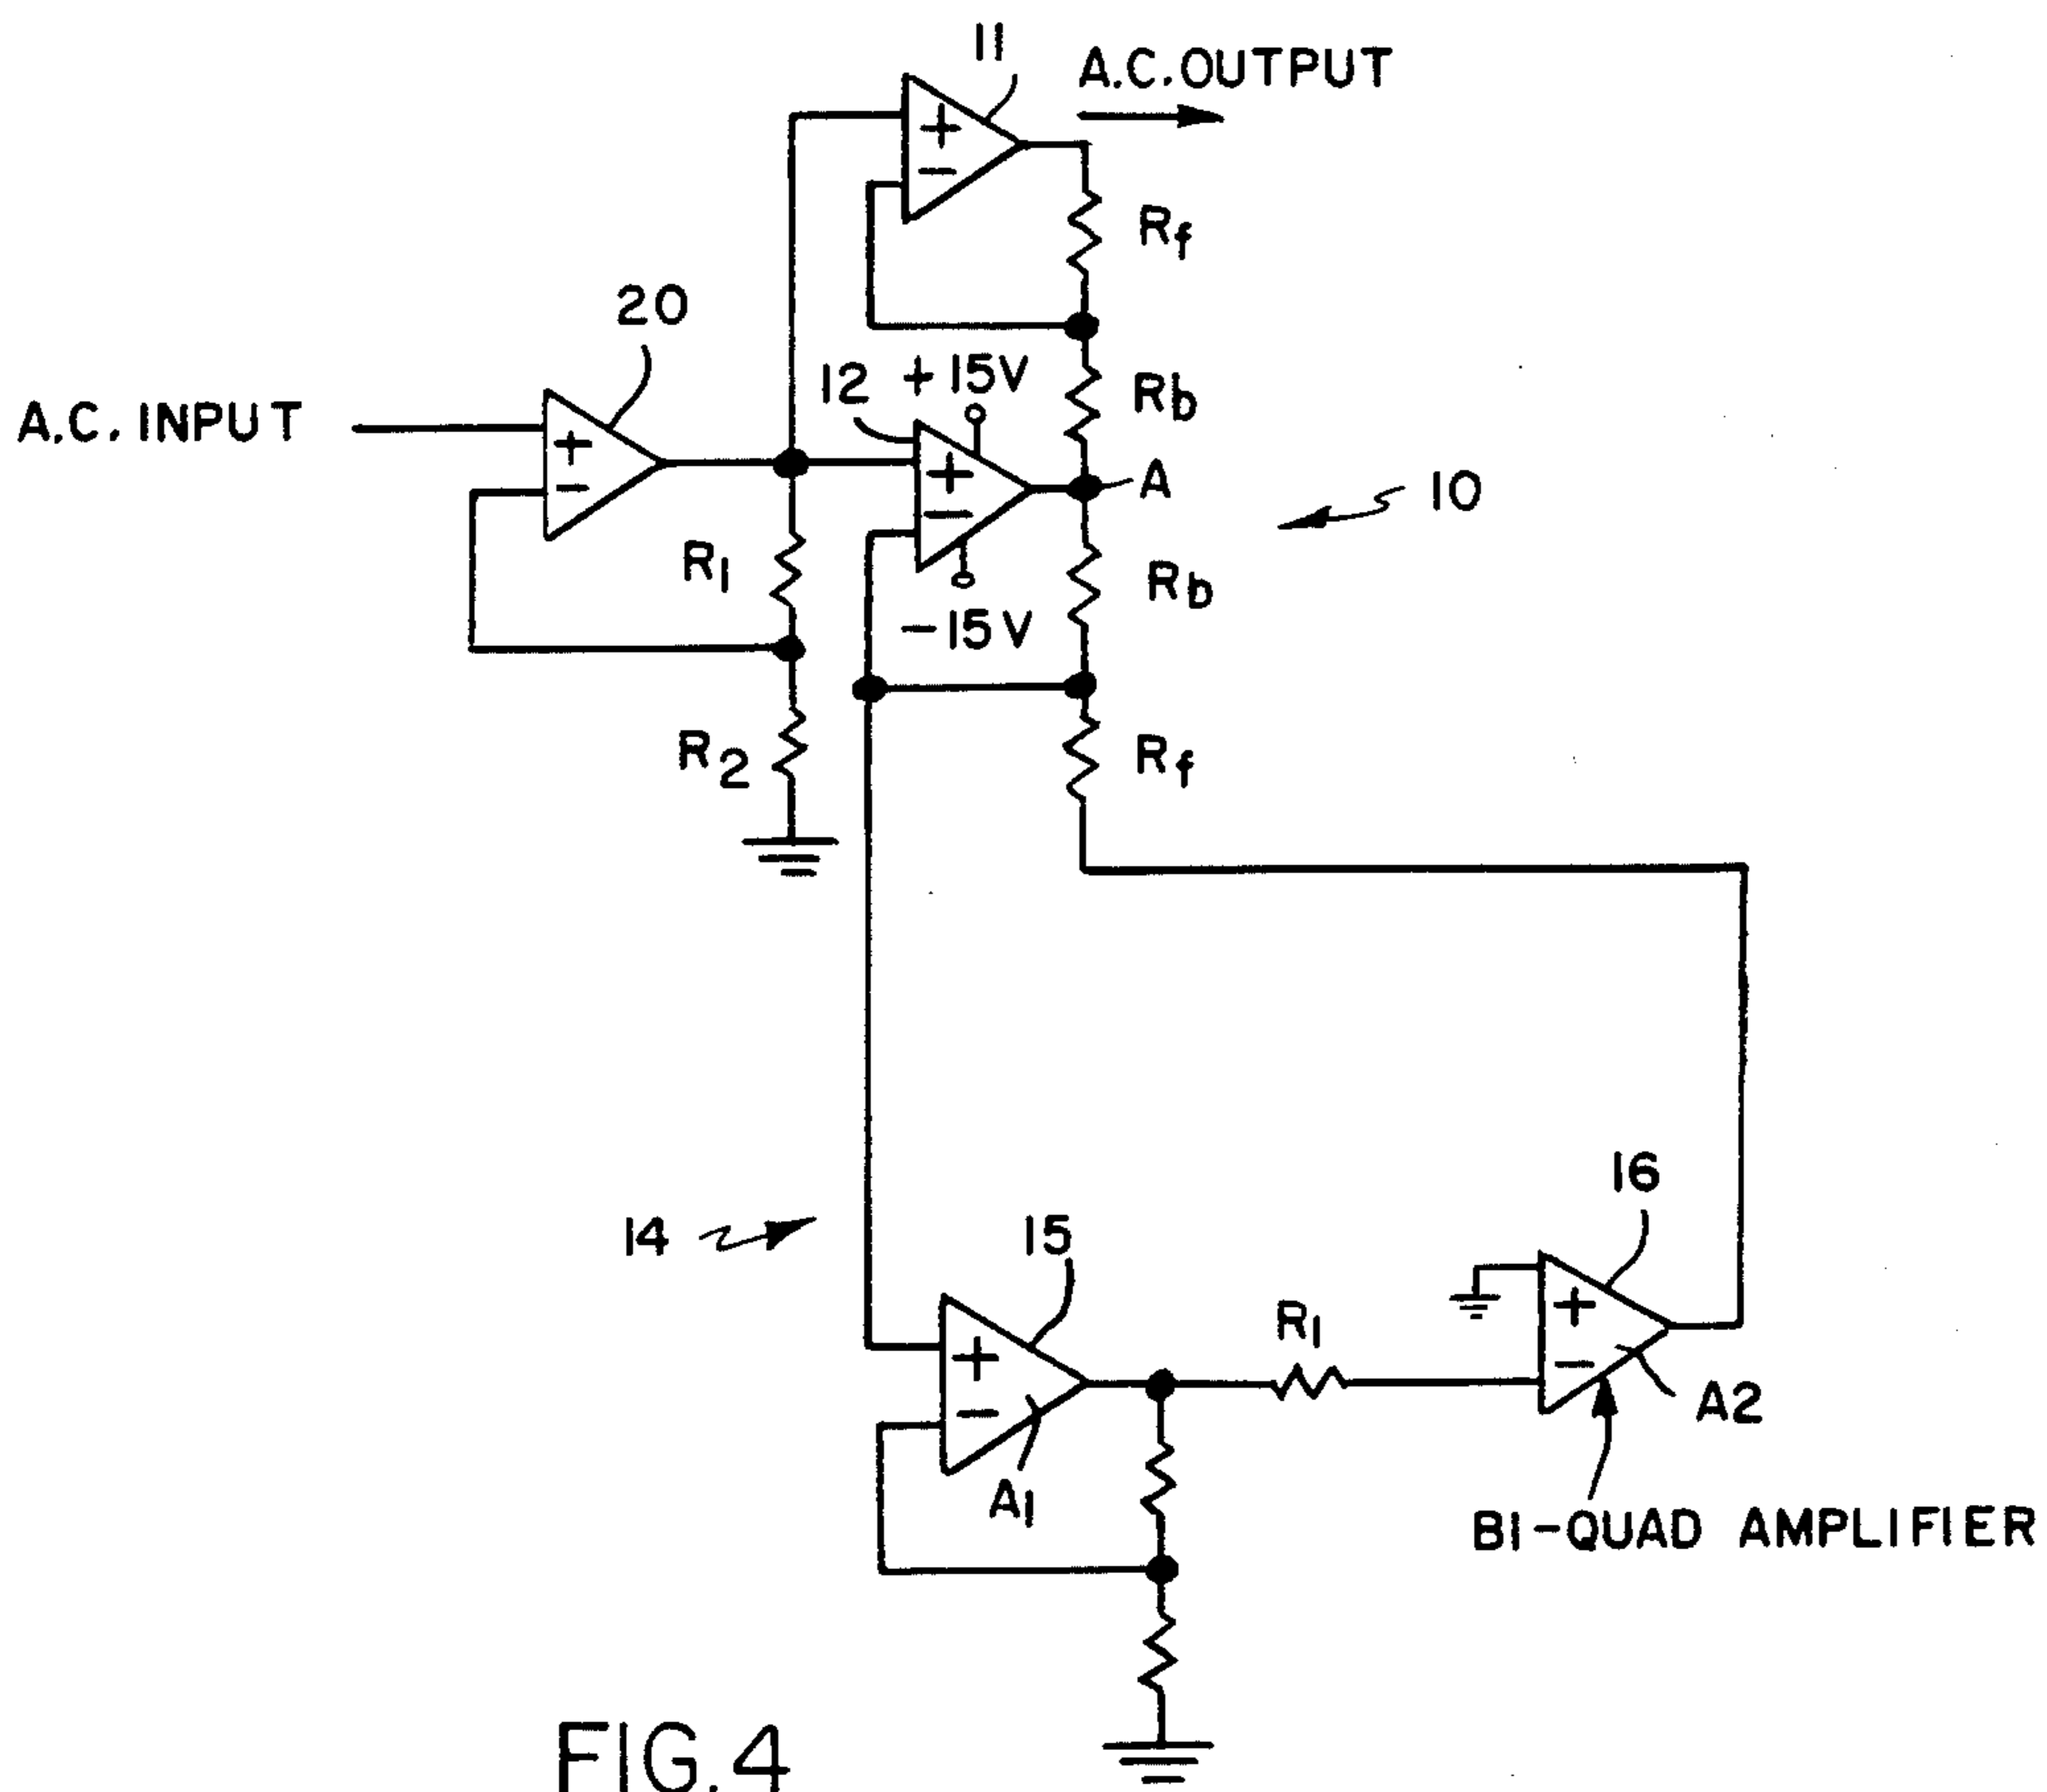 11
A.C. OUTPUT
+
−
Rf
20
12
+15V
Rb
A.C. INPUT
+
−
+
−
A
10
R1
−15V
Rb
R2
Rf
14
15
16
+
−
R1
+
−
A1
A2
BI-QUAD AMPLIFIER
FIG.4